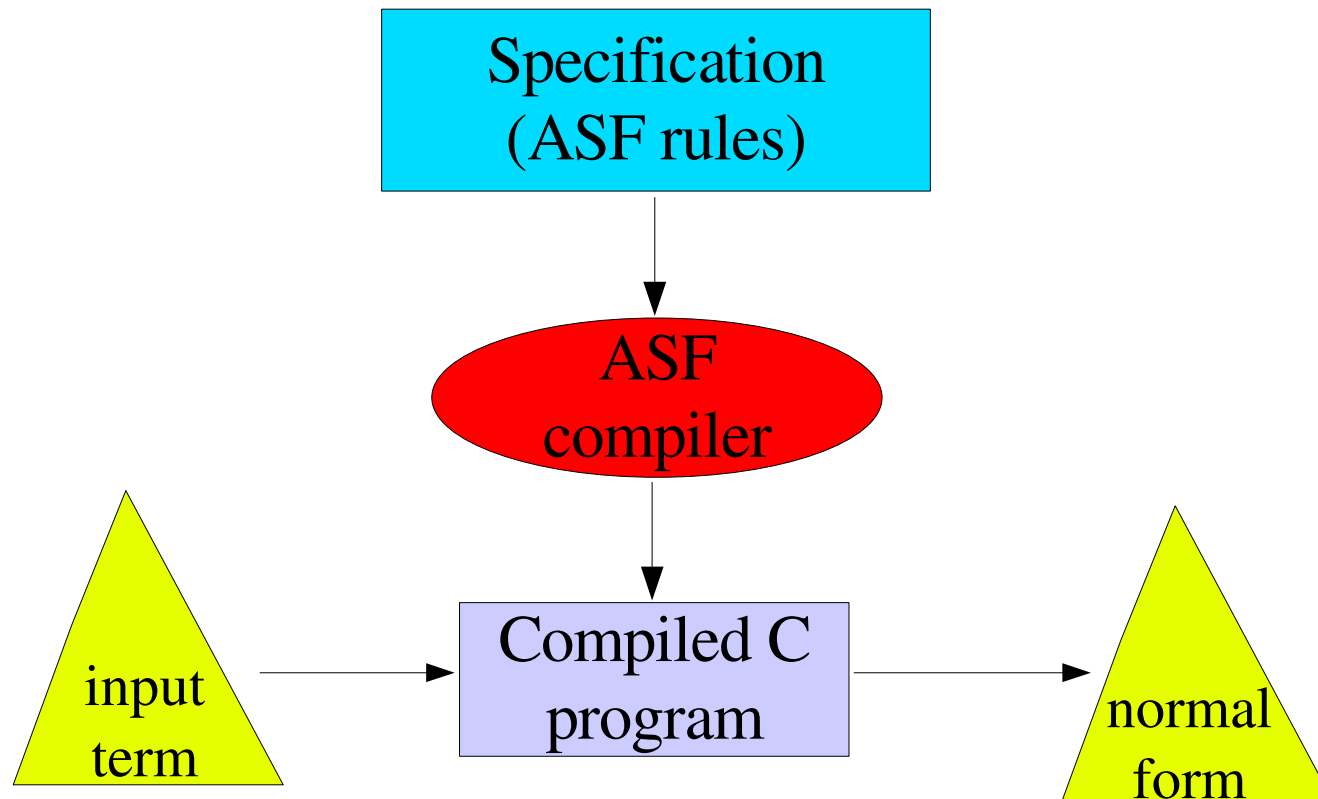 Specification
(ASF rules)
ASF
compiler
Compiled C
program
input
term
normal
form